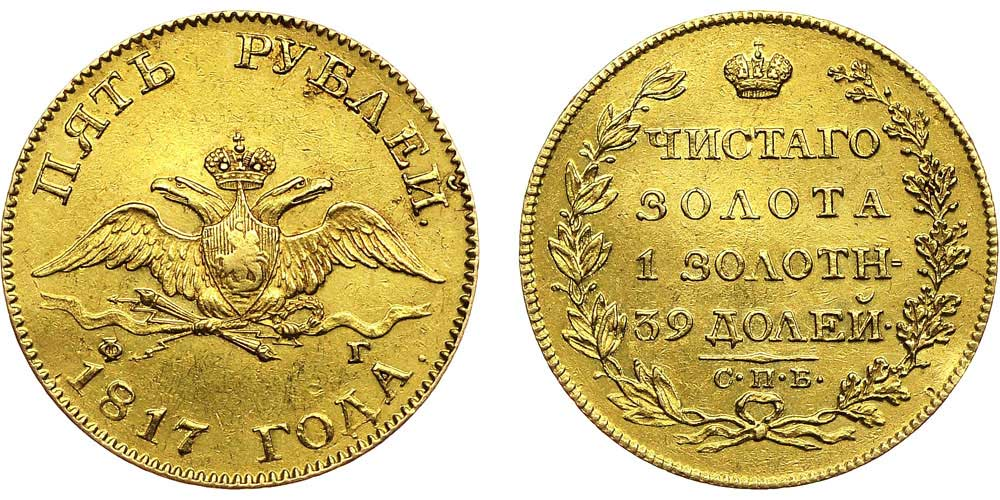 ПЯТЬ РУБЛЕЙ.
Ф Г
1817 ГОДА.
ЧИСТАГО
ЗОЛОТА
1 ЗОЛОТН-
39 ДОЛЕЙ·
С·П·Б·